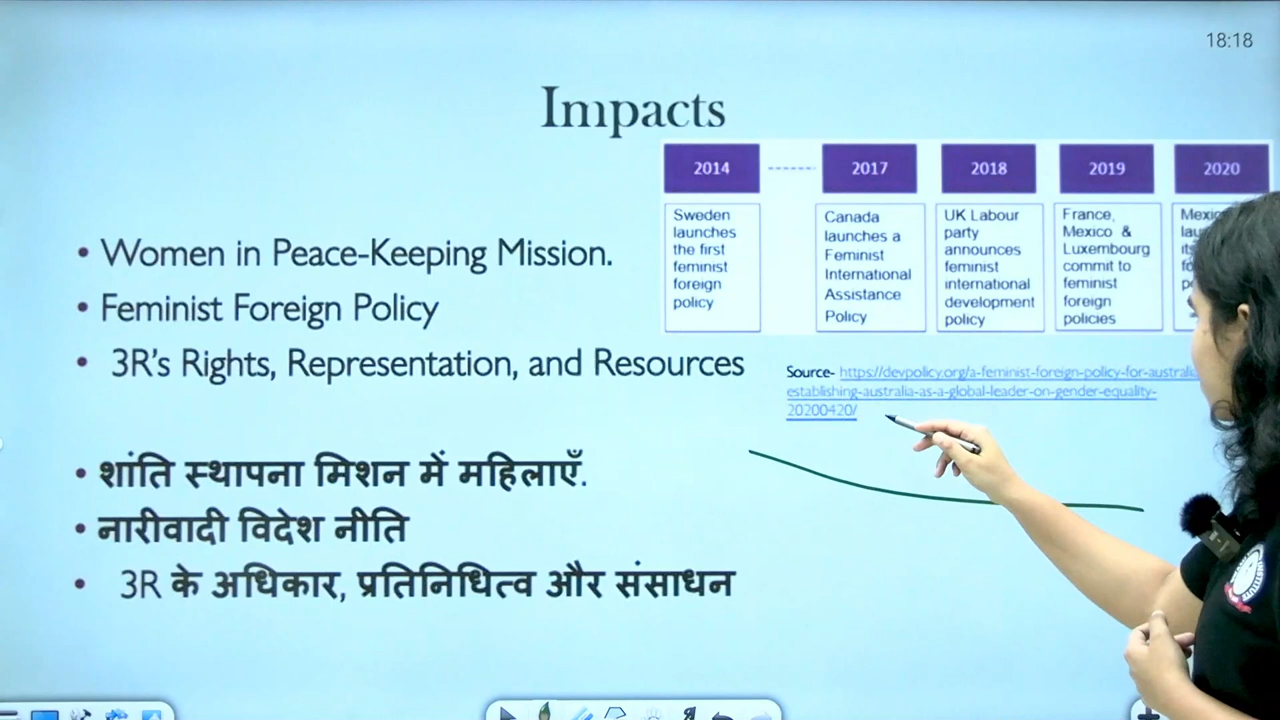 18:18
Impacts
2014
2017
2018
2019
2020
Sweden
launches
the first
feminist
foreign
policy
Canada
launches a
Feminist
International
Assistance
Policy
UK Labour
party
announces
feminist
international
development
policy
France,
Mexico &
Luxembourg
commit to
feminist
foreign
policies
• Women in Peace-Keeping Mission.
• Feminist Foreign Policy
• 3R's Rights, Representation, and Resources
Source- https://devpolicy.org/a-feminist-foreign-policy-for-australi
establishing-australia-as-a-global-leader-on-gender-equality-
20200420/
• शांति स्थापना मिशन में महिलाएँ.
• नारीवादी विदेश नीति
• 3R के अधिकार, प्रतिनिधित्व और संसाधन